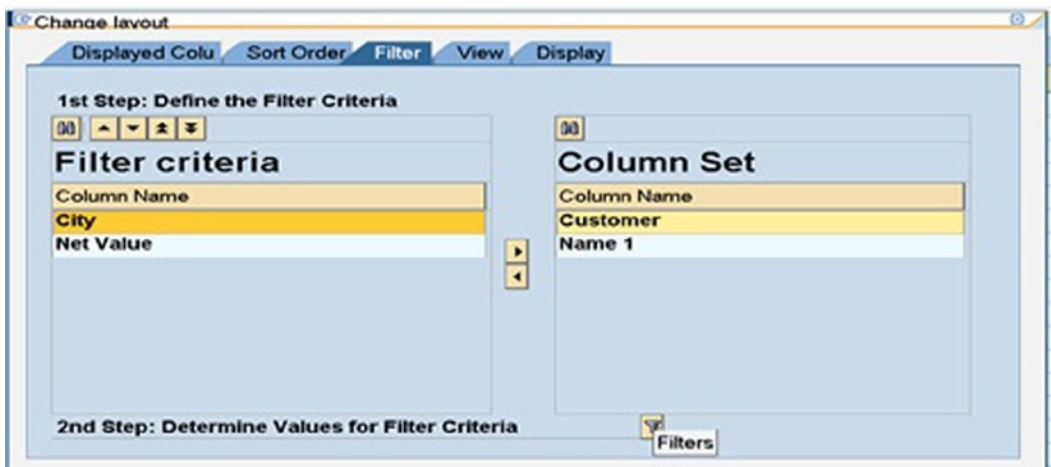 Change layout
Displayed Colu Sort Order Filter View Display
1st Step: Define the Filter Criteria
Filter criteria
Column Name
City
Net Value
Column Set
Column Name
Customer
Name 1
2nd Step: Determine Values for Filter Criteria
Filters